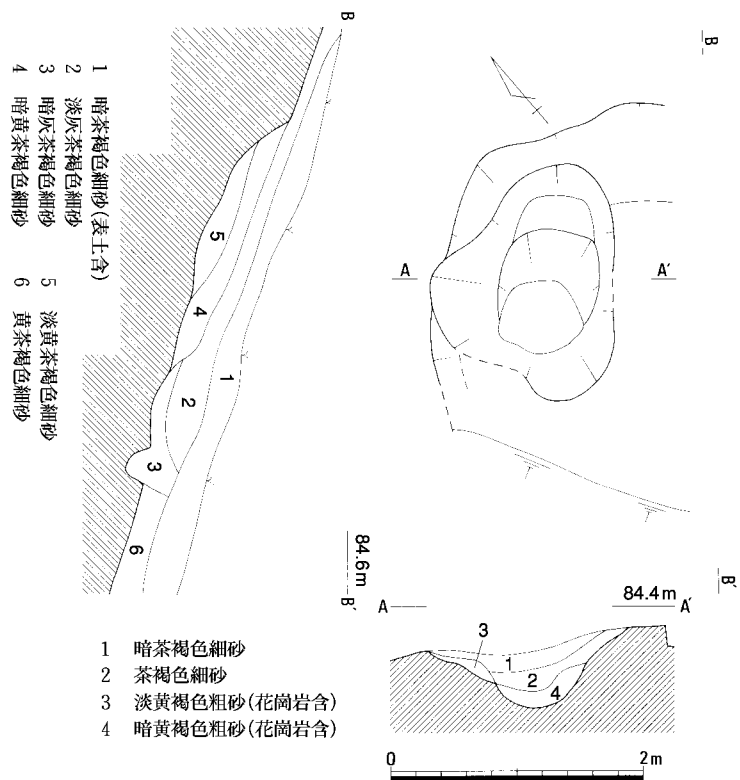 B
B
1 暗茶褐色細砂(表土含)
2 淡灰茶褐色細砂
3 暗灰茶褐色細砂
4 暗黄茶褐色細砂
5 淡黄茶褐色細砂
6 黄茶褐色細砂
5
4
1
2
3
6
84.6m
B′
A
A′
B′
84.4m
A
A′
3
1
2
4
1 暗茶褐色細砂
2 茶褐色細砂
3 淡黄褐色粗砂(花崗岩含)
4 暗黄褐色粗砂(花崗岩含)
0
2m